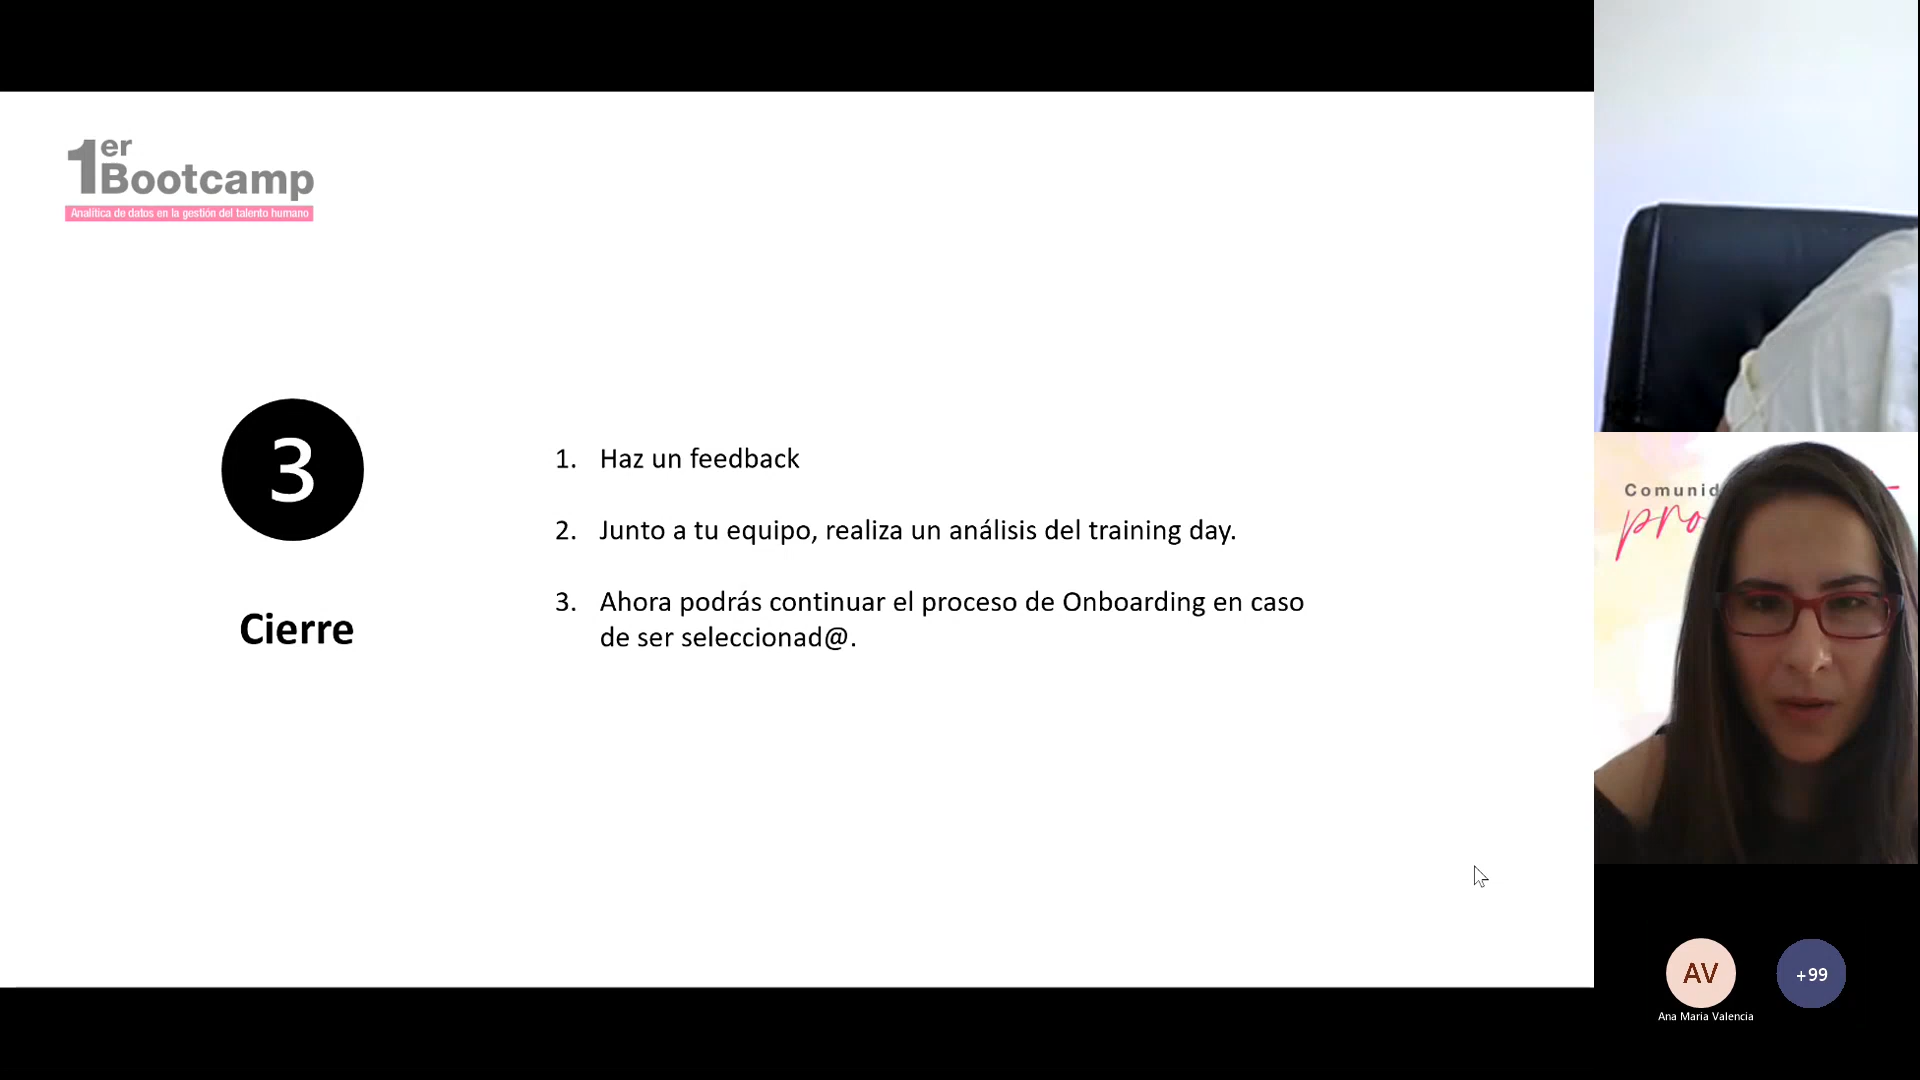 1er
Bootcamp
Analítica de datos en la gestión del talento humano
3
Cierre
1. Haz un feedback
2. Junto a tu equipo, realiza un análisis del training day.
3. Ahora podrás continuar el proceso de Onboarding en caso
de ser seleccionad@.
Comunid
pro
AV
+99
Ana Maria Valencia